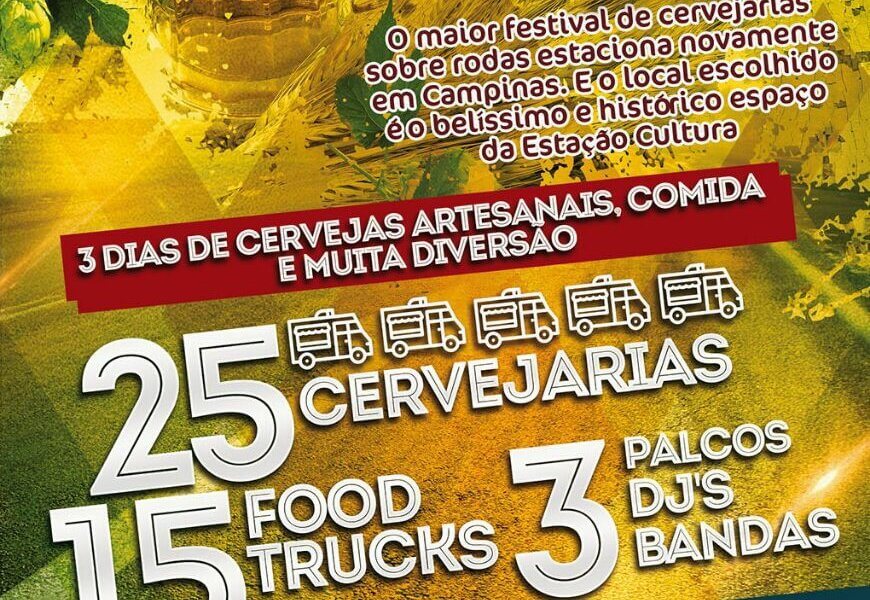 O maior festival de cervejarias
sobre rodas estaciona novamente
em Campinas. E o local escolhido
é o belíssimo e histórico espaço
da Estação Cultura
3 DIAS DE CERVEJAS ARTESANAIS, COMIDA
E MUITA DIVERSÃO
25 CERVEJARIAS
15 FOOD
TRUCKS
3 PALCOS
DJ'S
BANDAS